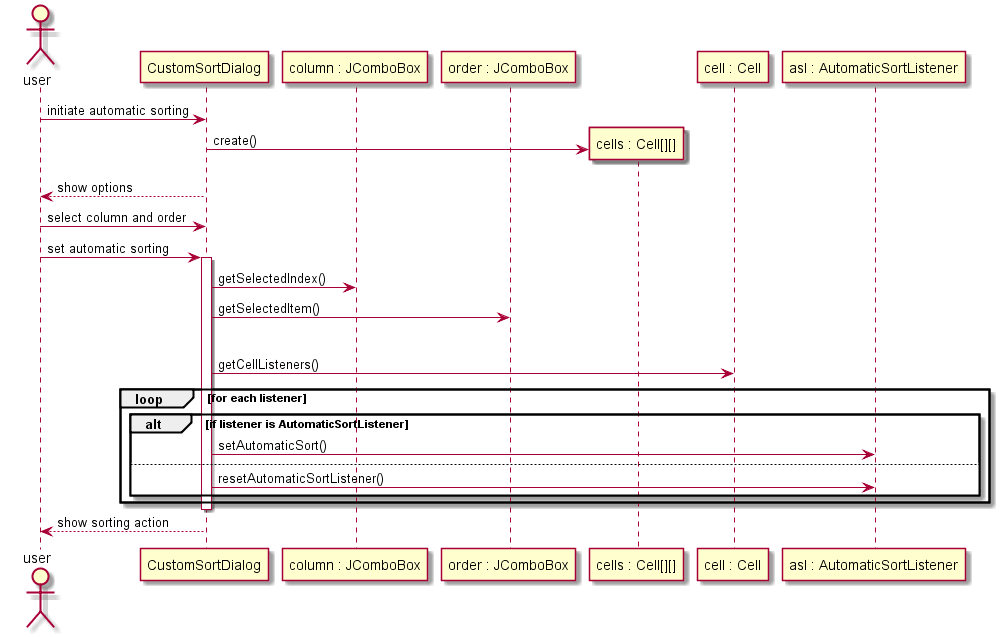 user
CustomSortDialog
column : JComboBox
order : JComboBox
cell : Cell
asl : AutomaticSortListener
initiate automatic sorting
create()
cells : Cell[][]
show options
select column and order
set automatic sorting
getSelectedIndex()
getSelectedItem()
getCellListeners()
loop [for each listener]
alt [if listener is AutomaticSortListener]
setAutomaticSort()
resetAutomaticSortListener()
show sorting action
user
CustomSortDialog
column : JComboBox
order : JComboBox
cells : Cell[][]
cell : Cell
asl : AutomaticSortListener